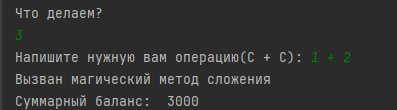 Что делаем?
3
Напишите нужную вам операцию(С + С): 1 + 2
Вызван магический метод сложения
Суммарный баланс:  3000